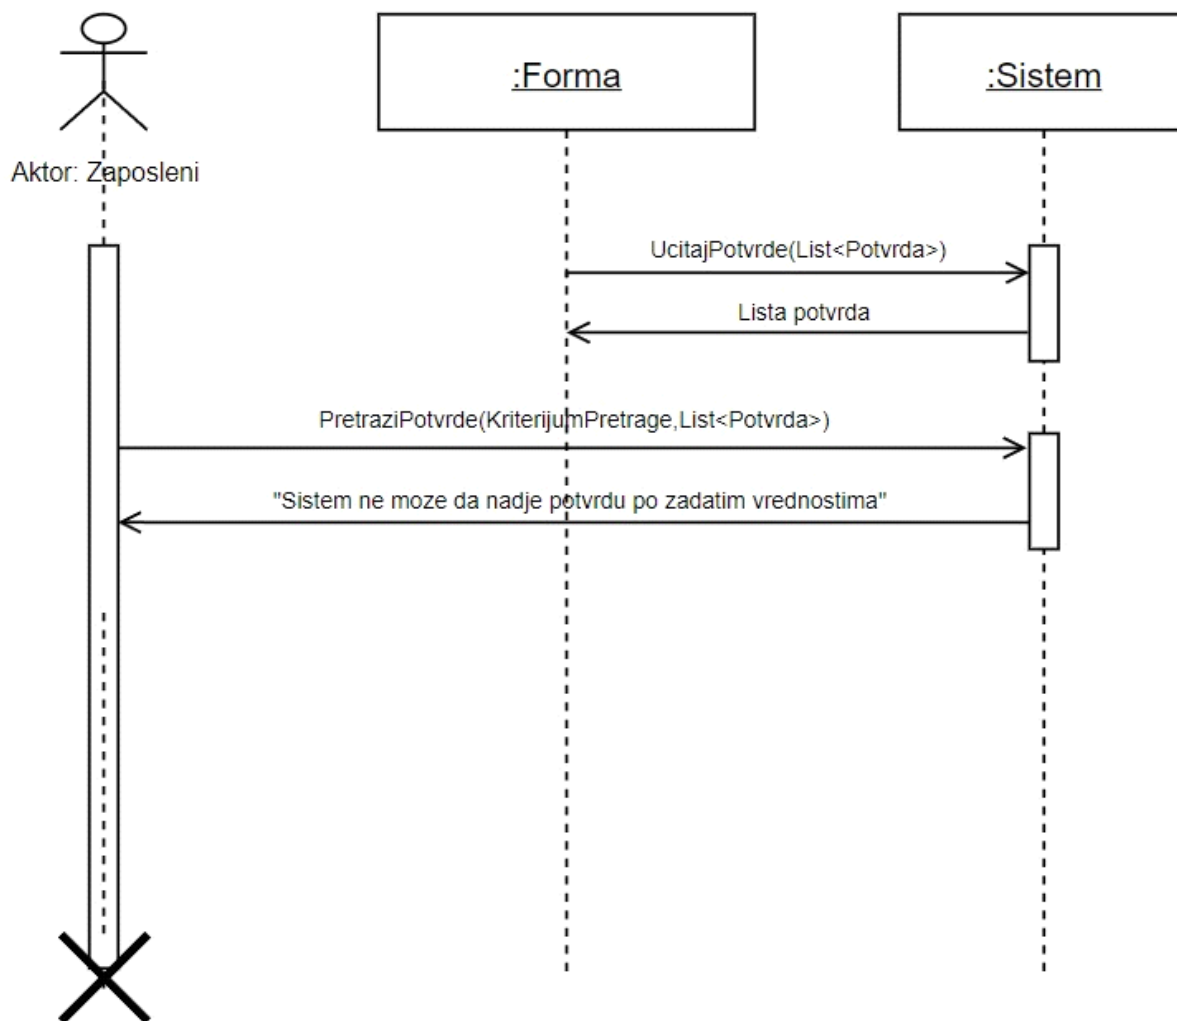 :Forma
:Sistem
Aktor: Zaposleni
UcitajPotvrde(List<Potvrda>)
Lista potvrda
PretraziPotvrde(KriterijumPretrage,List<Potvrda>)
"Sistem ne moze da nadje potvrdu po zadatim vrednostima"